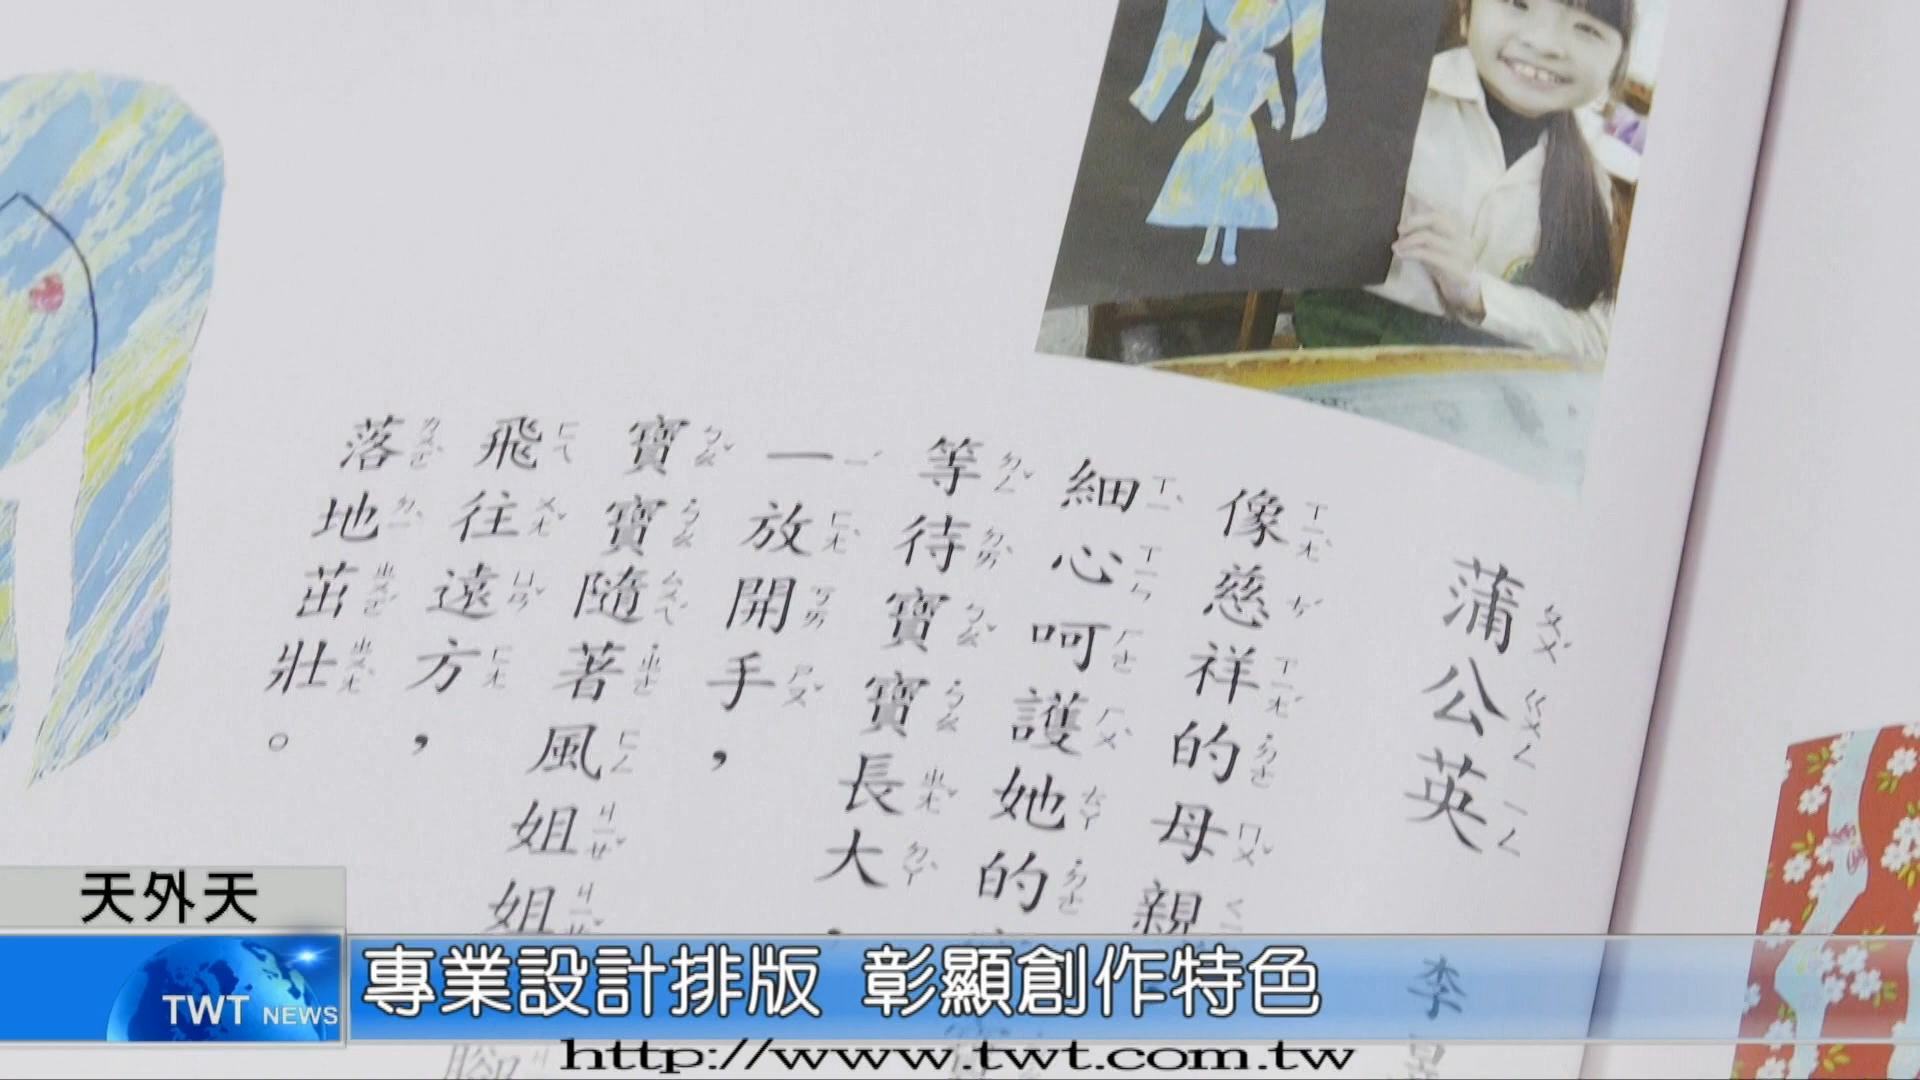 蒲公英
李
像慈祥的母親
細心呵護她的
等待寶寶長大，
一放開手，
寶寶隨著風姐姐
飛往遠方，
落地茁壯。
腳
天外天
TWT NEWS
專業設計排版 彰顯創作特色
http://www.twt.com.tw